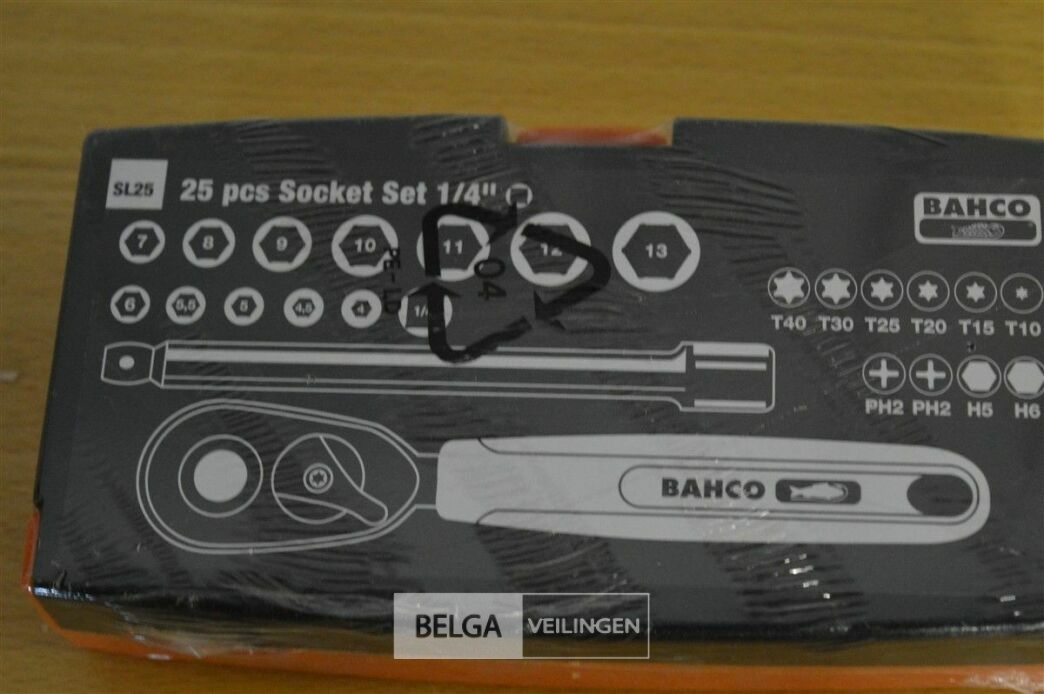 SL25 25 pcs Socket Set 1/4"
BAHCO
7 8 9 10 11 12 13
PE-LD
04
6 5,5 5 4,5 4 1/4
T40 T30 T25 T20 T15 T10
PH2 PH2 H5 H6
BAHCO
BELGA VEILINGEN